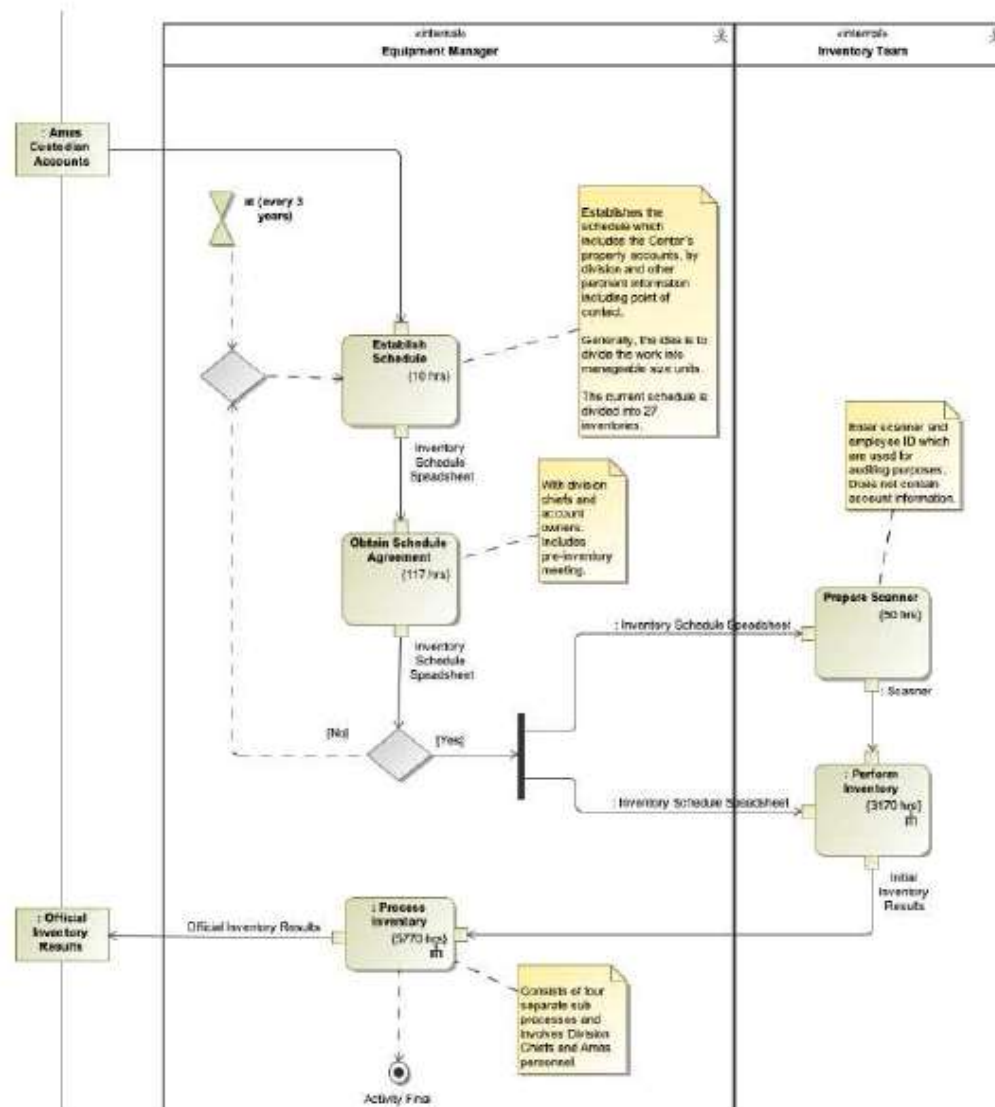 «internal»
Equipment Manager
«internal»
Inventory Team
: Ames
Custodian
Accounts
at (every 3
years)
Establishes the
schedule which
includes the Center's
property accounts, by
division and other
pertinent information
including point of
contact.
Generally, the idea is to
divide the work into
manageable size units.
The current schedule is
divided into 27
inventories.
Establish
Schedule
hrs)
Inventory
Schedule
Speadsheet
Enter scanner and
employee ID which
are used for
auditing purposes.
Does not contain
account information.
With division
chiefs and
account
owners.
Includes
pre-inventory
meeting.
Obtain Schedule
Agreement
(117 hrs)
Inventory
Schedule
Speadsheet
Prepare Scanner
(50 hrs)
: Inventory Schedule Speadsheet
: Scanner
[No]
[Yes]
: Perform
Inventory
(3170 hrs)
: Inventory Schedule Speadsheet
Initial
Inventory
Results
: Official
Inventory
Results
Official Inventory Results
: Process
Inventory
(5770 hrs)
Consists of four
separate sub
processes and
involves Division
Chiefs and Ames
personnel
Activity Final